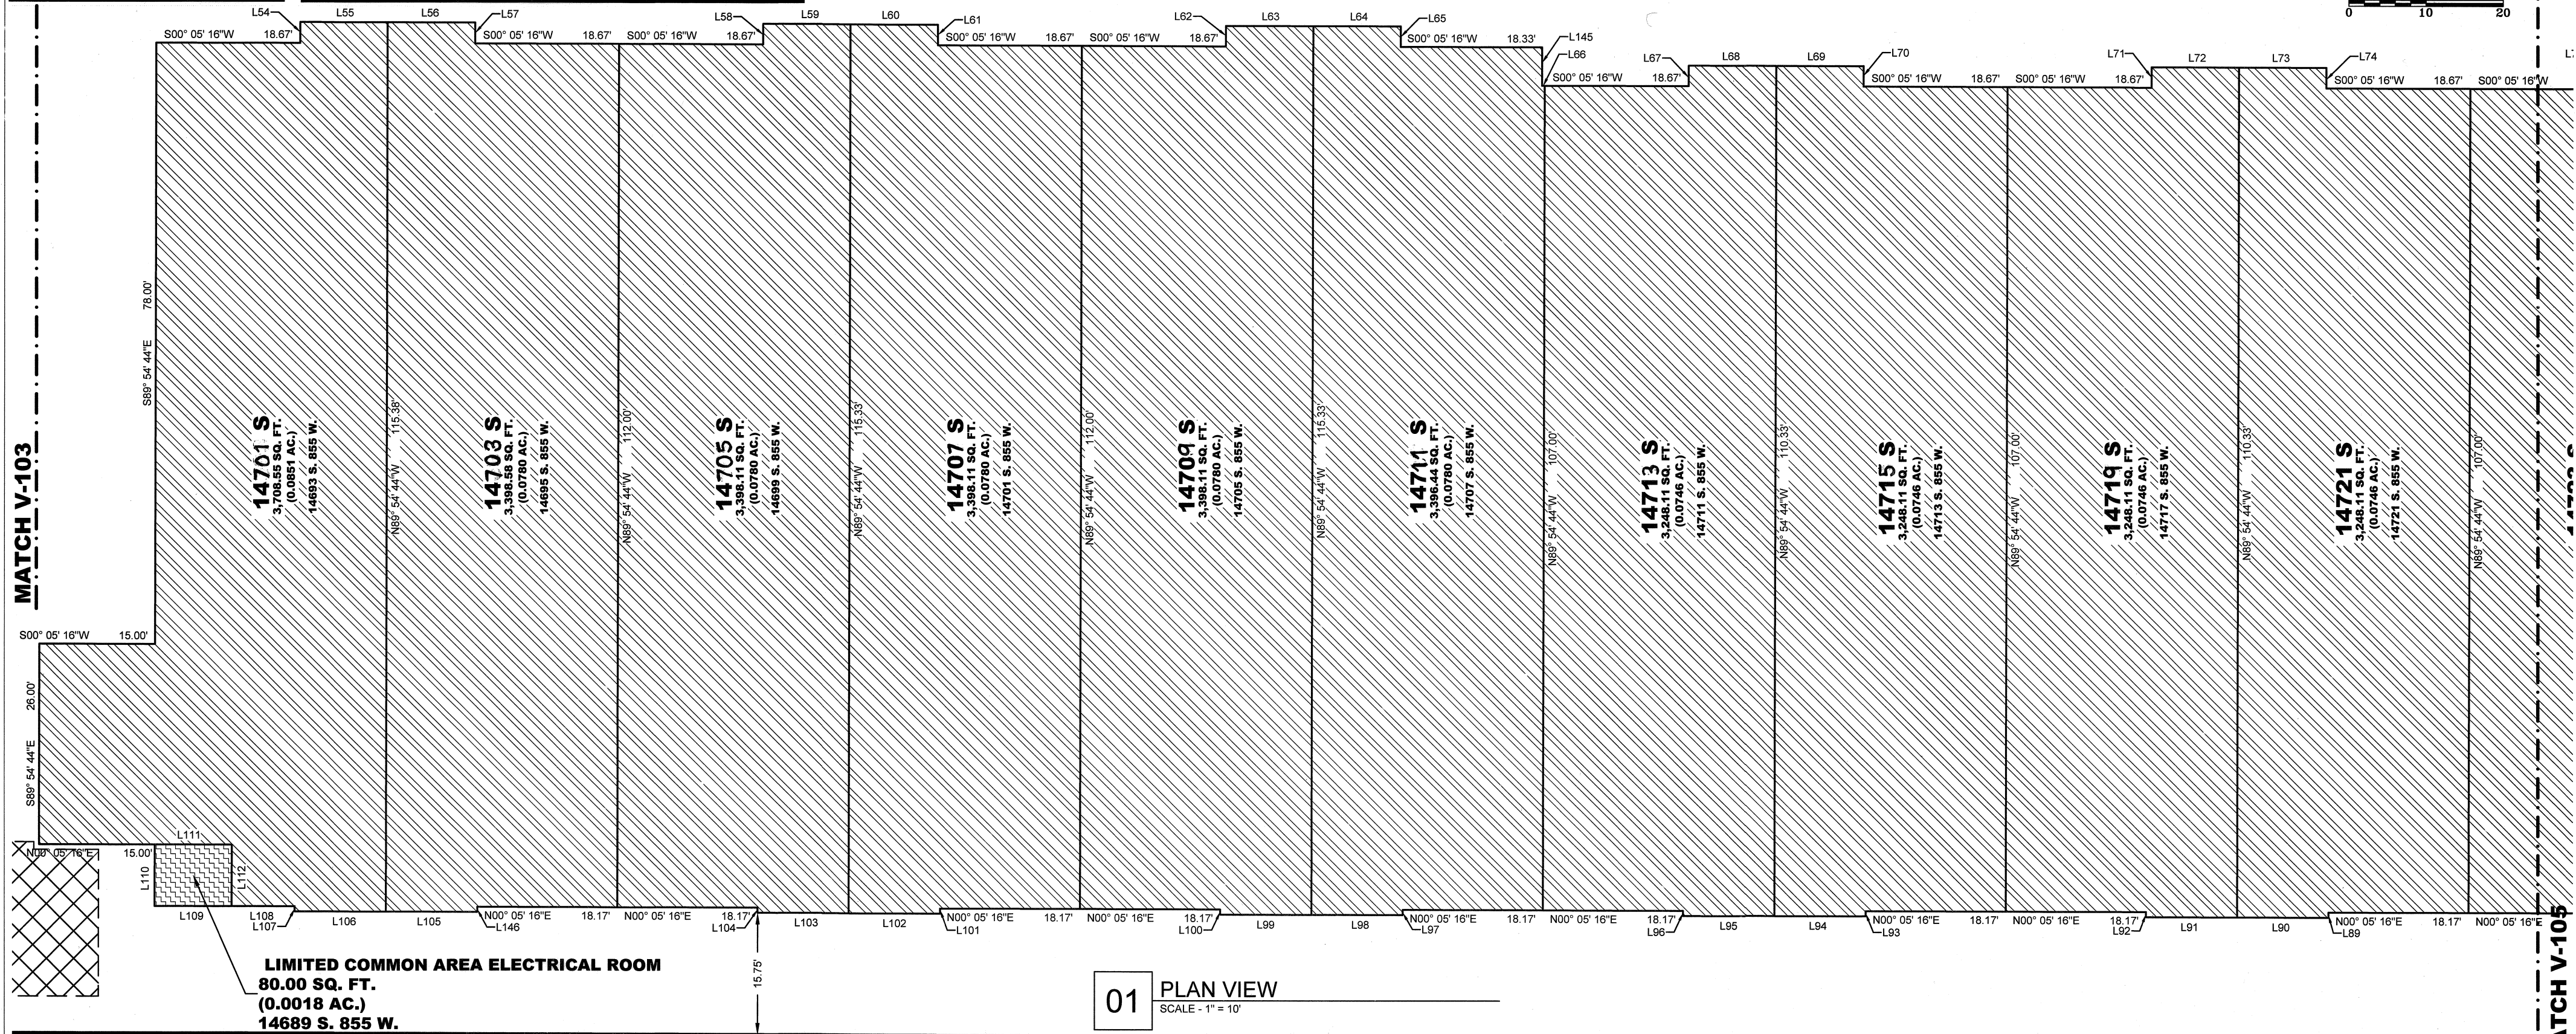 0 10 20
L54
L55
L56
L57
L58
L59
L60
L61
L62
L63
L64
L65
L145
L66
L67
L68
L69
L70
L71
L72
L73
L74
S00° 05' 16"W 18.67'
S00° 05' 16"W 18.67'
S00° 05' 16"W 18.67'
S00° 05' 16"W 18.67'
S00° 05' 16"W 18.67'
S00° 05' 16"W 18.33'
S00° 05' 16"W 18.67'
S00° 05' 16"W 18.67'
S00° 05' 16"W 18.67'
S00° 05' 16"W 18.67'
S00° 05' 16"W
MATCH V-103
S89° 54' 44"E 78.00'
S00° 05' 16"W 15.00'
S89° 54' 44"E 26.00'
14701 S
3,708.55 SQ. FT.
(0.0851 AC.)
14693 S. 855 W.
N89° 54' 44"W 115.38'
14703 S
3,398.58 SQ. FT.
(0.0780 AC.)
14695 S. 855 W.
N89° 54' 44"W 112.00'
14705 S
3,398.11 SQ. FT.
(0.0780 AC.)
14699 S. 855 W.
N89° 54' 44"W 115.33'
14707 S
3,398.11 SQ. FT.
(0.0780 AC.)
14701 S. 855 W.
N89° 54' 44"W 112.00'
14709 S
3,398.11 SQ. FT.
(0.0780 AC.)
14705 S. 855 W.
N89° 54' 44"W 115.33'
14711 S
3,396.44 SQ. FT.
(0.0780 AC.)
14707 S. 855 W.
N89° 54' 44"W 107.00'
14713 S
3,248.11 SQ. FT.
(0.0746 AC.)
14711 S. 855 W.
N89° 54' 44"W 110.33'
14715 S
3,248.11 SQ. FT.
(0.0746 AC.)
14713 S. 855 W.
N89° 54' 44"W 107.00'
14719 S
3,248.11 SQ. FT.
(0.0746 AC.)
14717 S. 855 W.
N89° 54' 44"W 110.33'
14721 S
3,248.11 SQ. FT.
(0.0746 AC.)
14721 S. 855 W.
N89° 54' 44"W 107.00'
L111
N00° 05' 16"E 15.00'
L110
L112
L109
L108
L107
L106
L105
L146
N00° 05' 16"E 18.17'
N00° 05' 16"E 18.17'
L104
L103
L102
L101
N00° 05' 16"E 18.17'
N00° 05' 16"E 18.17'
L100
L99
L98
L97
N00° 05' 16"E 18.17'
N00° 05' 16"E 18.17'
L96
L95
L94
L93
N00° 05' 16"E 18.17'
N00° 05' 16"E 18.17'
L92
L91
L90
L89
N00° 05' 16"E 18.17'
N00° 05' 16"E
LIMITED COMMON AREA ELECTRICAL ROOM
80.00 SQ. FT.
(0.0018 AC.)
14689 S. 855 W.
15.75'
01 PLAN VIEW
SCALE - 1" = 10'
ATCH V-105